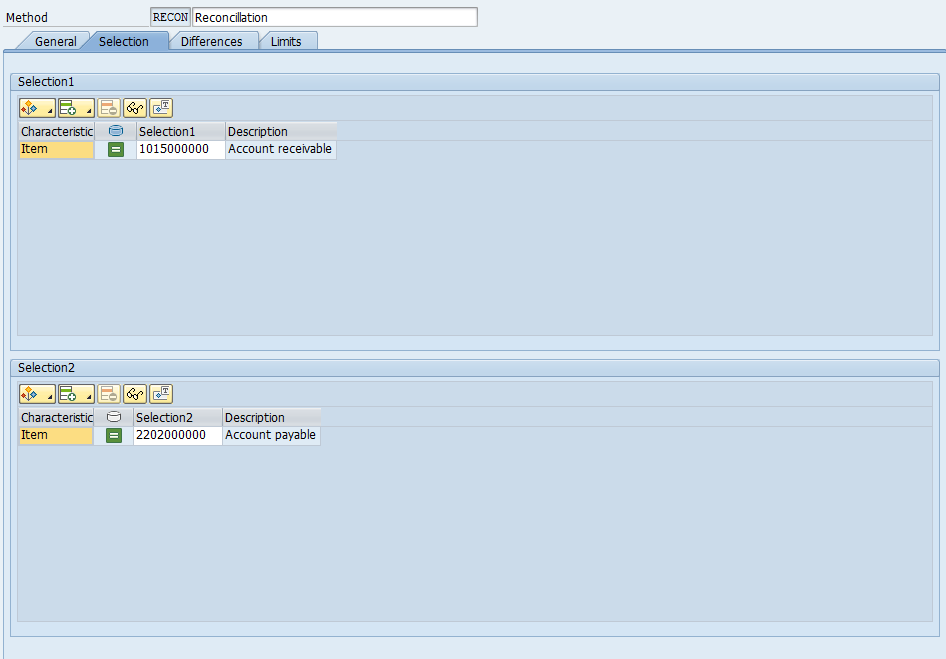 Method RECON Reconcillation
General Selection Differences Limits
Selection1
Characteristic Selection1 Description
Item 1015000000 Account receivable
Selection2
Characteristic Selection2 Description
Item 2202000000 Account payable